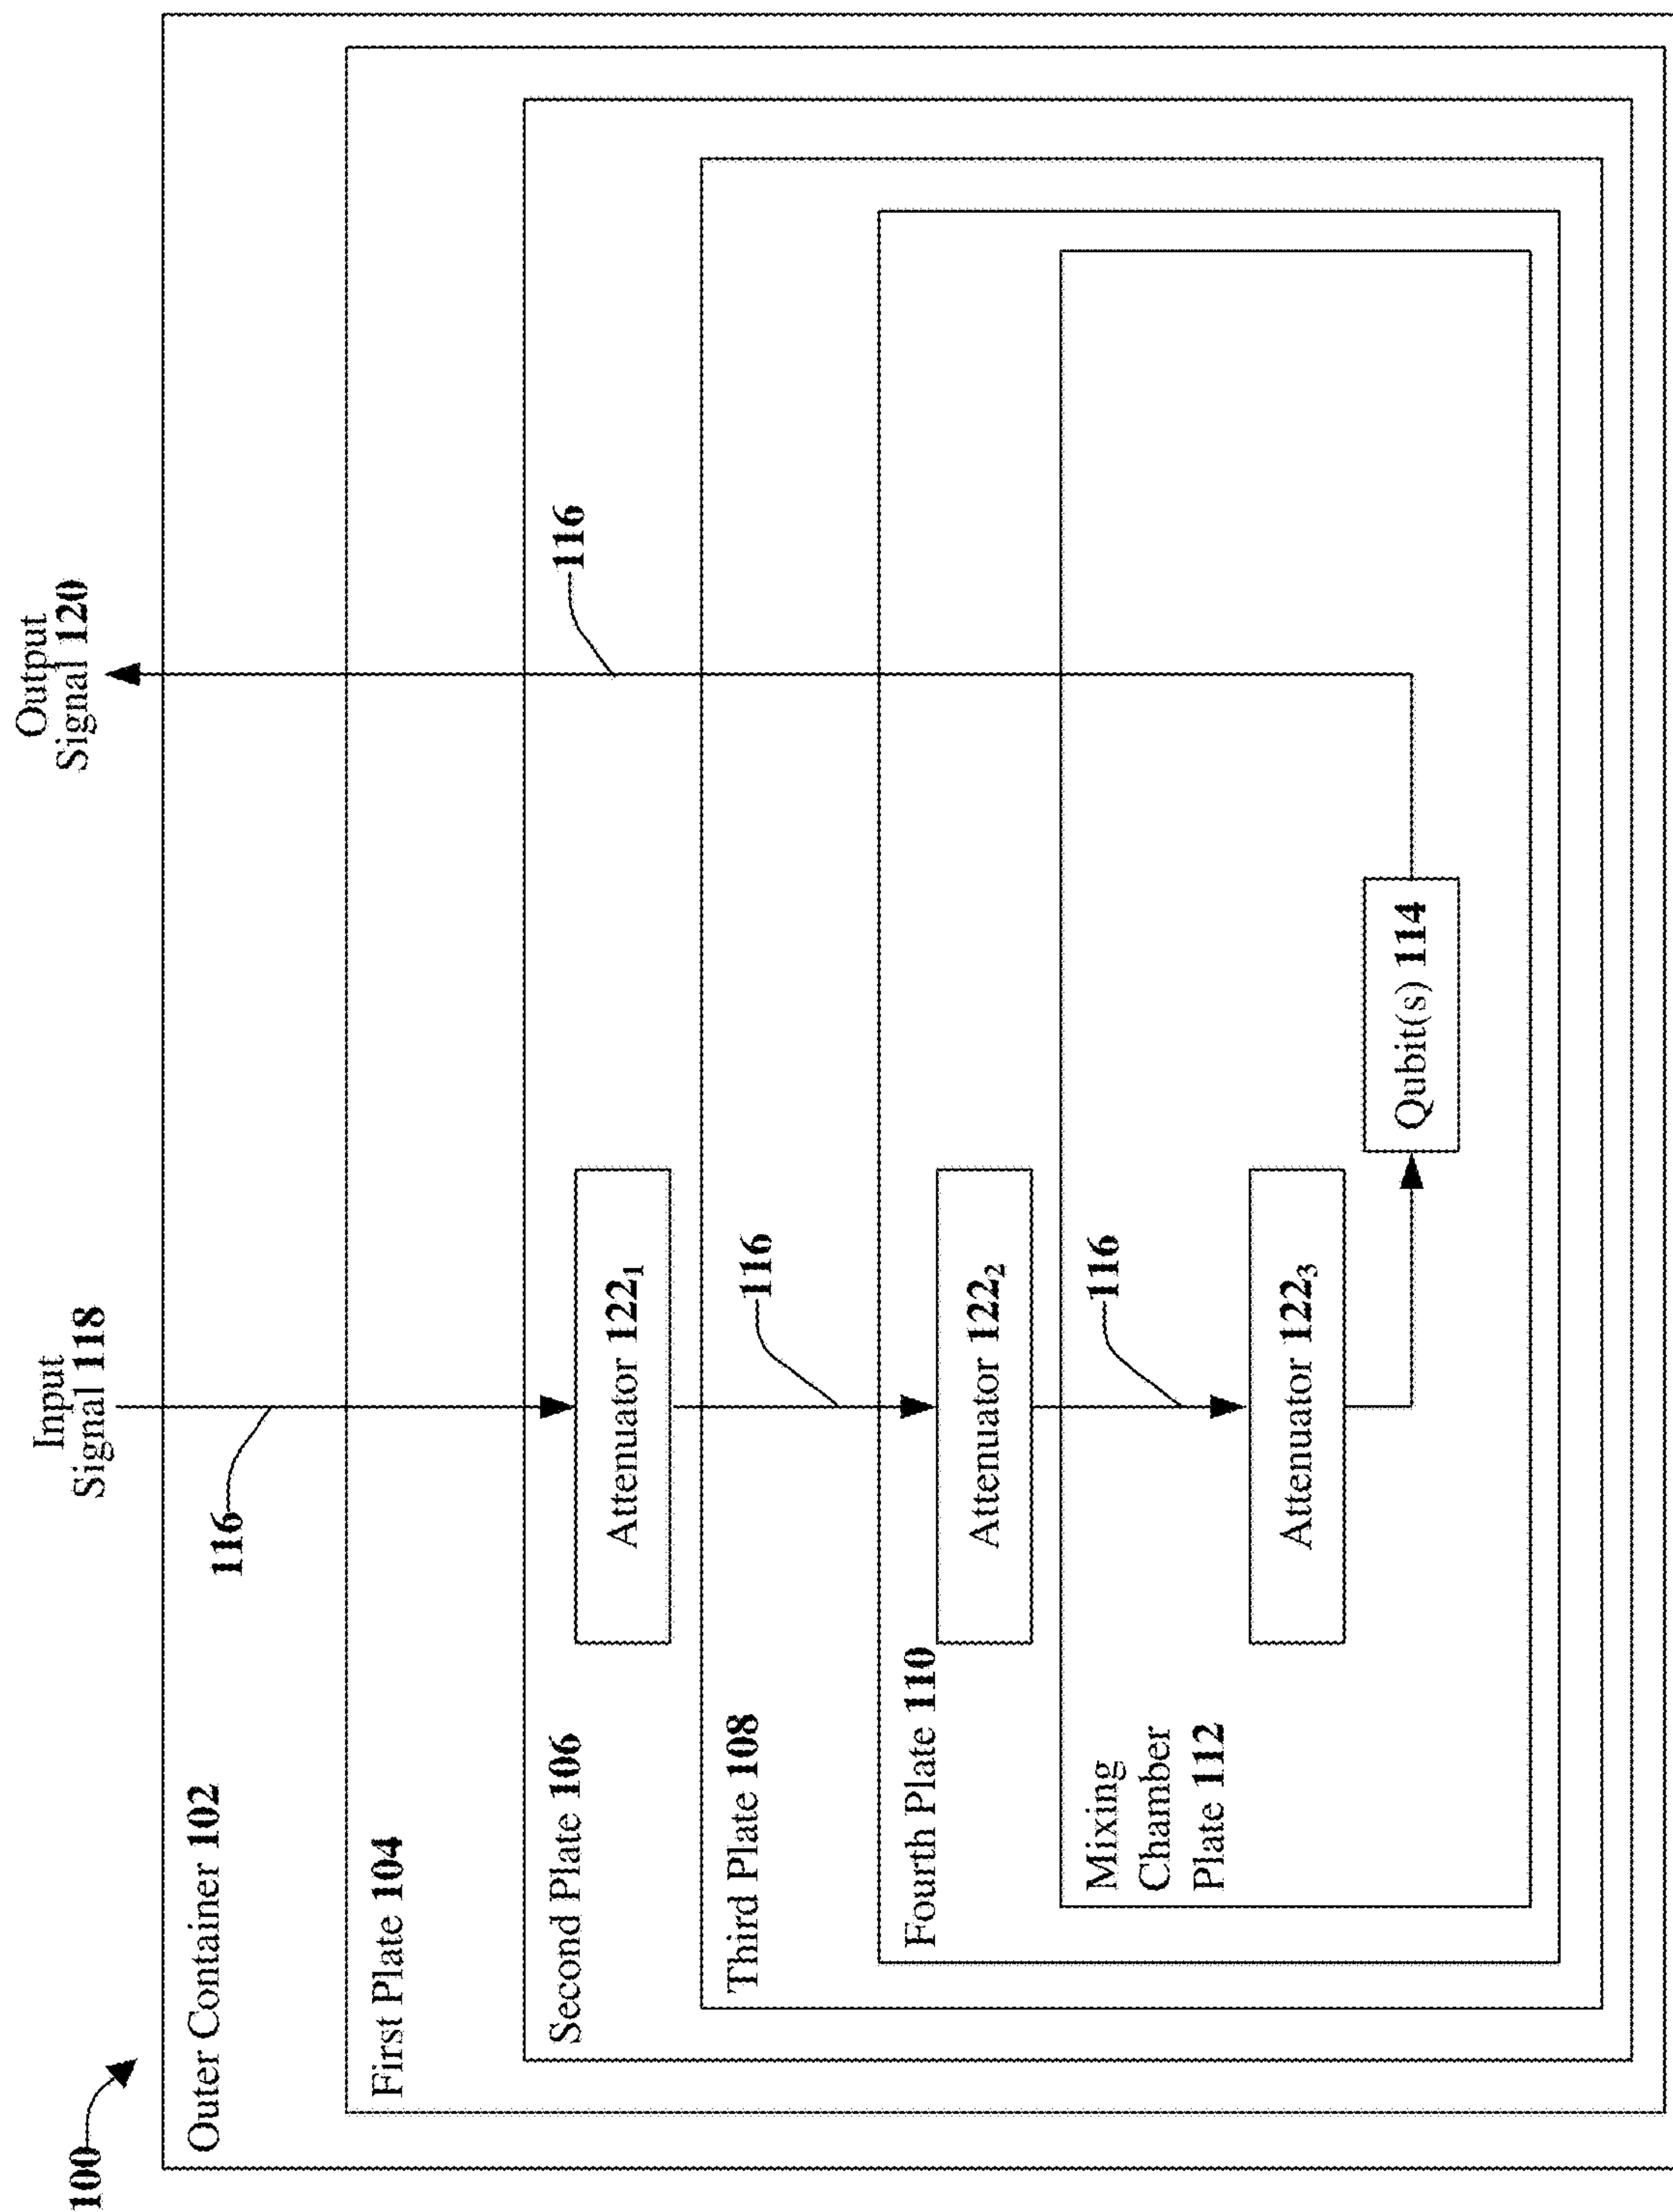 100
Input
Signal 118
Output
Signal 120
Outer Container 102
116
First Plate 104
Second Plate 106
116
Attenuator 122₁
Third Plate 108
116
Fourth Plate 110
Attenuator 122₂
Mixing
Chamber
Plate 112
116
Attenuator 122₃
Qubit(s) 114